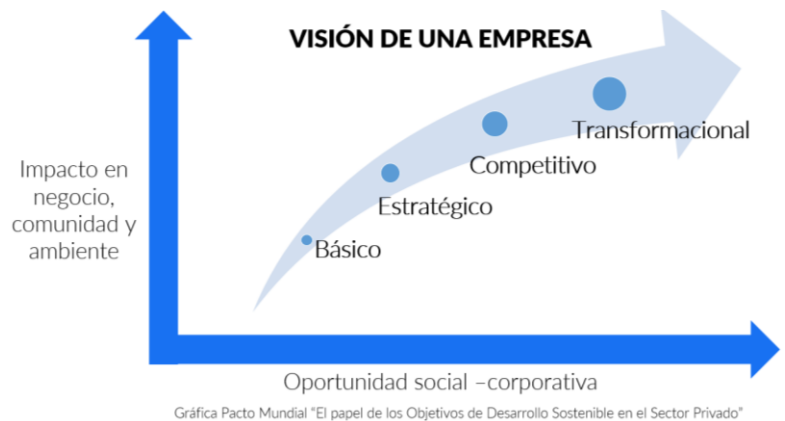 VISIÓN DE UNA EMPRESA
Impacto en
negocio,
comunidad y
ambiente
Transformacional
Competitivo
Estratégico
Básico
Oportunidad social –corporativa
Gráfica Pacto Mundial "El papel de los Objetivos de Desarrollo Sostenible en el Sector Privado"